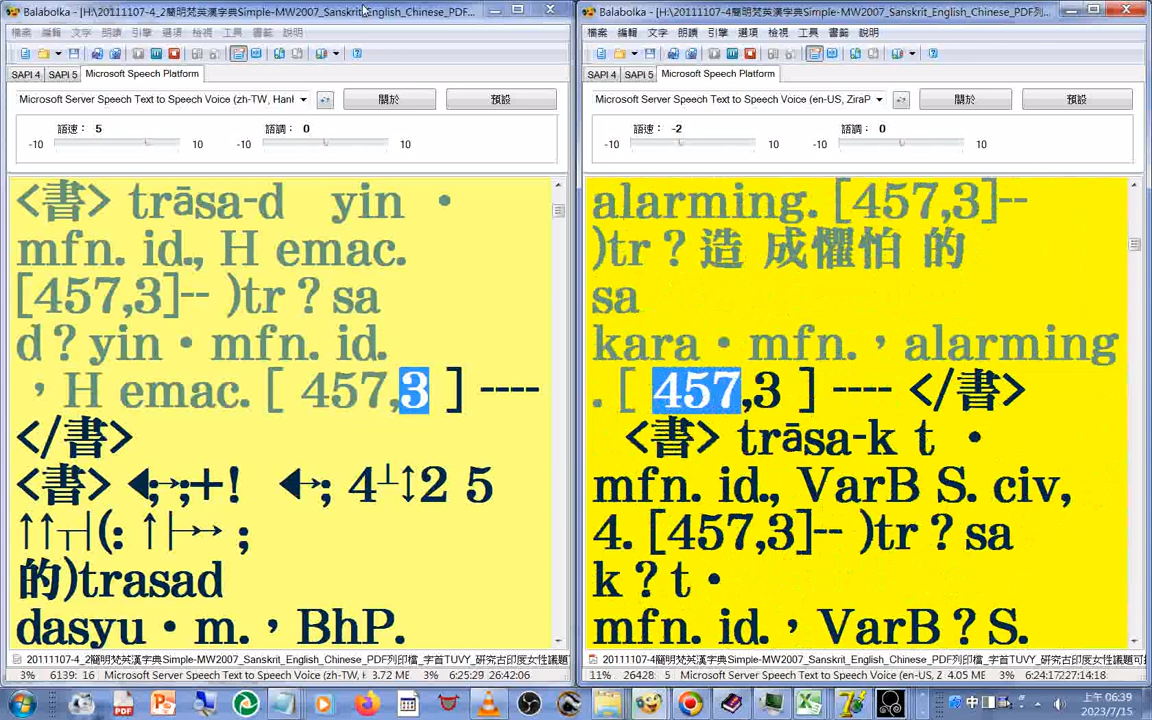 Balabolka - [H:\20111107-4_2簡明梵英漢字典Simple-MW2007_Sanskrit_English_Chinese_PDF...
檔案 編輯 文字 朗讀 引擎 選項 檢視 工具 書籤 說明
SAPI 4 SAPI 5 Microsoft Speech Platform
Microsoft Server Speech Text to Speech Voice (zh-TW, HanH 關於 預設
語速： 5 語調： 0
-10 10 -10 10
<書> trāsa-d yin •
mfn. id., H emac.
[457,3]-- )tr？sa
d？yin • mfn. id.
，H emac. [ 457,3 ] ----
</書>
<書> ◀;→;+! ◀→; 4┴↕2 5
↑↑┬┤(: ↑├→→ ;
的)trasad
dasyu • m.，BhP.
20111107-4_2簡明梵英漢字典Simple-MW2007_Sanskrit_English_Chinese_PDF列印檔_字首TUVY_研究古印度女性議題
3% 6139: 16 Microsoft Server Speech Text to Speech Voice (zh-TW, H 3.72 ME 3% 6:25:29 26:42:06
Balabolka - [H:\20111107-4簡明梵英漢字典Simple-MW2007_Sanskrit_English_Chinese_PDF列...
檔案 編輯 文字 朗讀 引擎 選項 檢視 工具 書籤 說明
SAPI 4 SAPI 5 Microsoft Speech Platform
Microsoft Server Speech Text to Speech Voice (en-US, ZiraP 關於 預設
語速： -2 語調： 0
-10 10 -10 10
alarming. [457,3]--
)tr？造 成懼怕 的
sa
kara • mfn.，alarming
. [ 457,3 ] ---- </書>
<書> trāsa-k t •
mfn. id., VarB S. civ,
4. [457,3]-- )tr？sa
k？t •
mfn. id.，VarB？S.
20111107-4簡明梵英漢字典Simple-MW2007_Sanskrit_English_Chinese_PDF列印檔_字首TUVY_研究古印度女性議題可
11% 26428: 5 Microsoft Server Speech Text to Speech Voice (en-US, Z 4.05 ME 3% 6:24:17 227:14:18
中
上午 06:39
2023/7/15